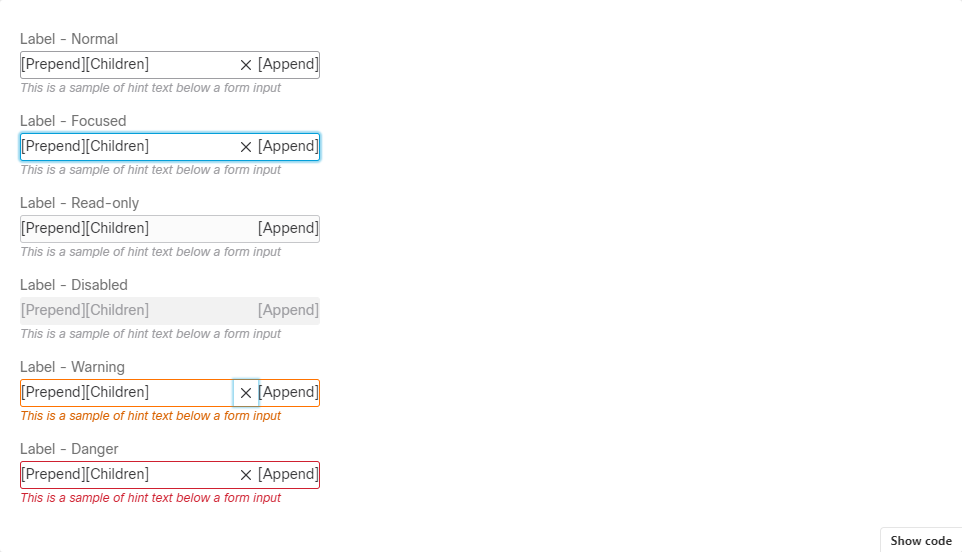 Label - Normal
[Prepend][Children] × [Append]
This is a sample of hint text below a form input
Label - Focused
[Prepend][Children] × [Append]
This is a sample of hint text below a form input
Label - Read-only
[Prepend][Children] [Append]
This is a sample of hint text below a form input
Label - Disabled
[Prepend][Children] [Append]
This is a sample of hint text below a form input
Label - Warning
[Prepend][Children] × [Append]
This is a sample of hint text below a form input
Label - Danger
[Prepend][Children] × [Append]
This is a sample of hint text below a form input
Show code